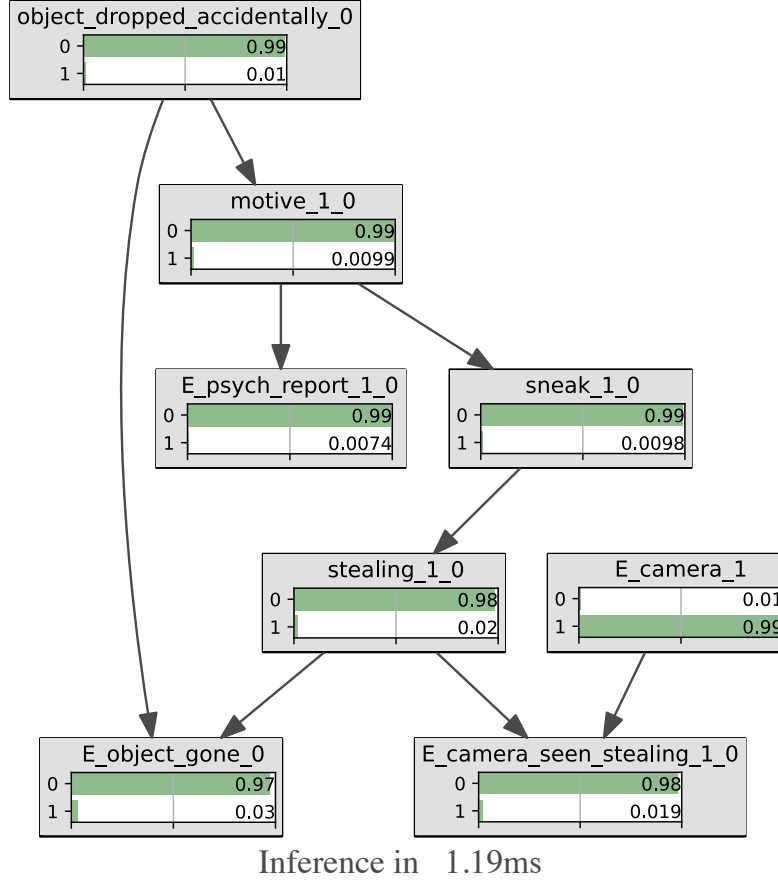 object_dropped_accidentally_0
0 0.99
1 0.01
motive_1_0
0 0.99
1 0.0099
E_psych_report_1_0
0 0.99
1 0.0074
sneak_1_0
0 0.99
1 0.0098
stealing_1_0
0 0.98
1 0.02
E_camera_1
0 0.01
1 0.99
E_object_gone_0
0 0.97
1 0.03
E_camera_seen_stealing_1_0
0 0.98
1 0.019
Inference in 1.19ms